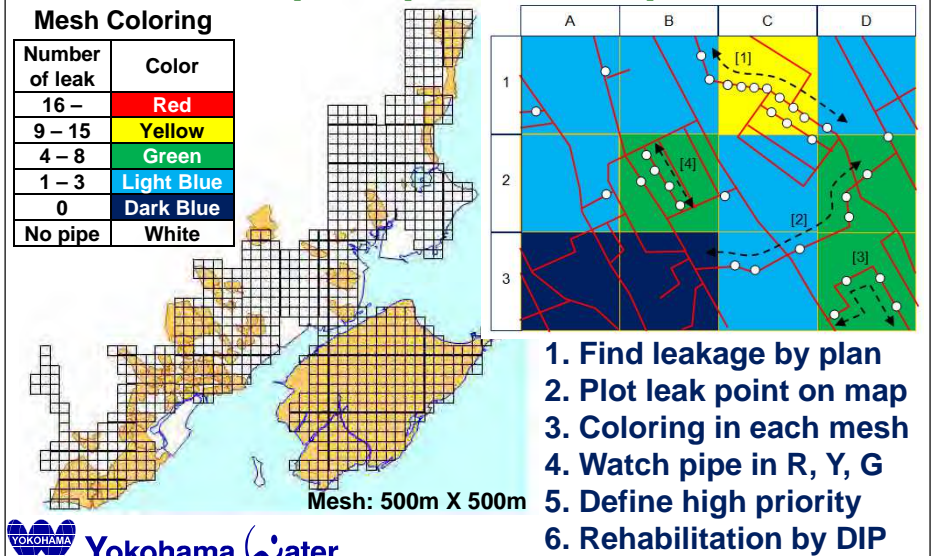 Mesh Coloring
Number of leak Color
16 – Red
9 – 15 Yellow
4 – 8 Green
1 – 3 Light Blue
0 Dark Blue
No pipe White
Mesh: 500m X 500m
A B C D
1
2
3
[1]
[4]
[2]
[3]
1. Find leakage by plan
2. Plot leak point on map
3. Coloring in each mesh
4. Watch pipe in R, Y, G
5. Define high priority
6. Rehabilitation by DIP
YOKOHAMA
Yokohama Water